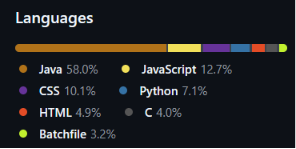 Languages
Java 58.0% JavaScript 12.7%
CSS 10.1% Python 7.1%
HTML 4.9% C 4.0%
Batchfile 3.2%